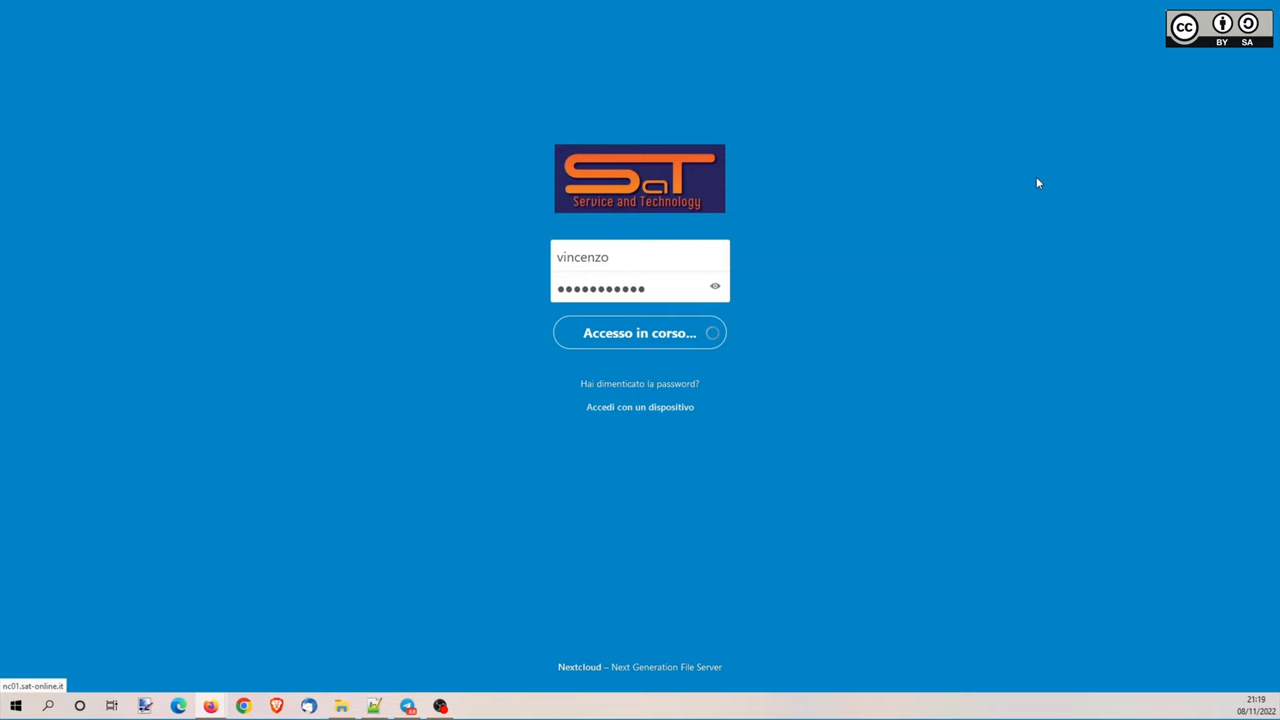 CC BY SA
SaT
Service and Technology
vincenzo
Accesso in corso...
Hai dimenticato la password?
Accedi con un dispositivo
Nextcloud – Next Generation File Server
nc01.sat-online.it
21:19
08/11/2022